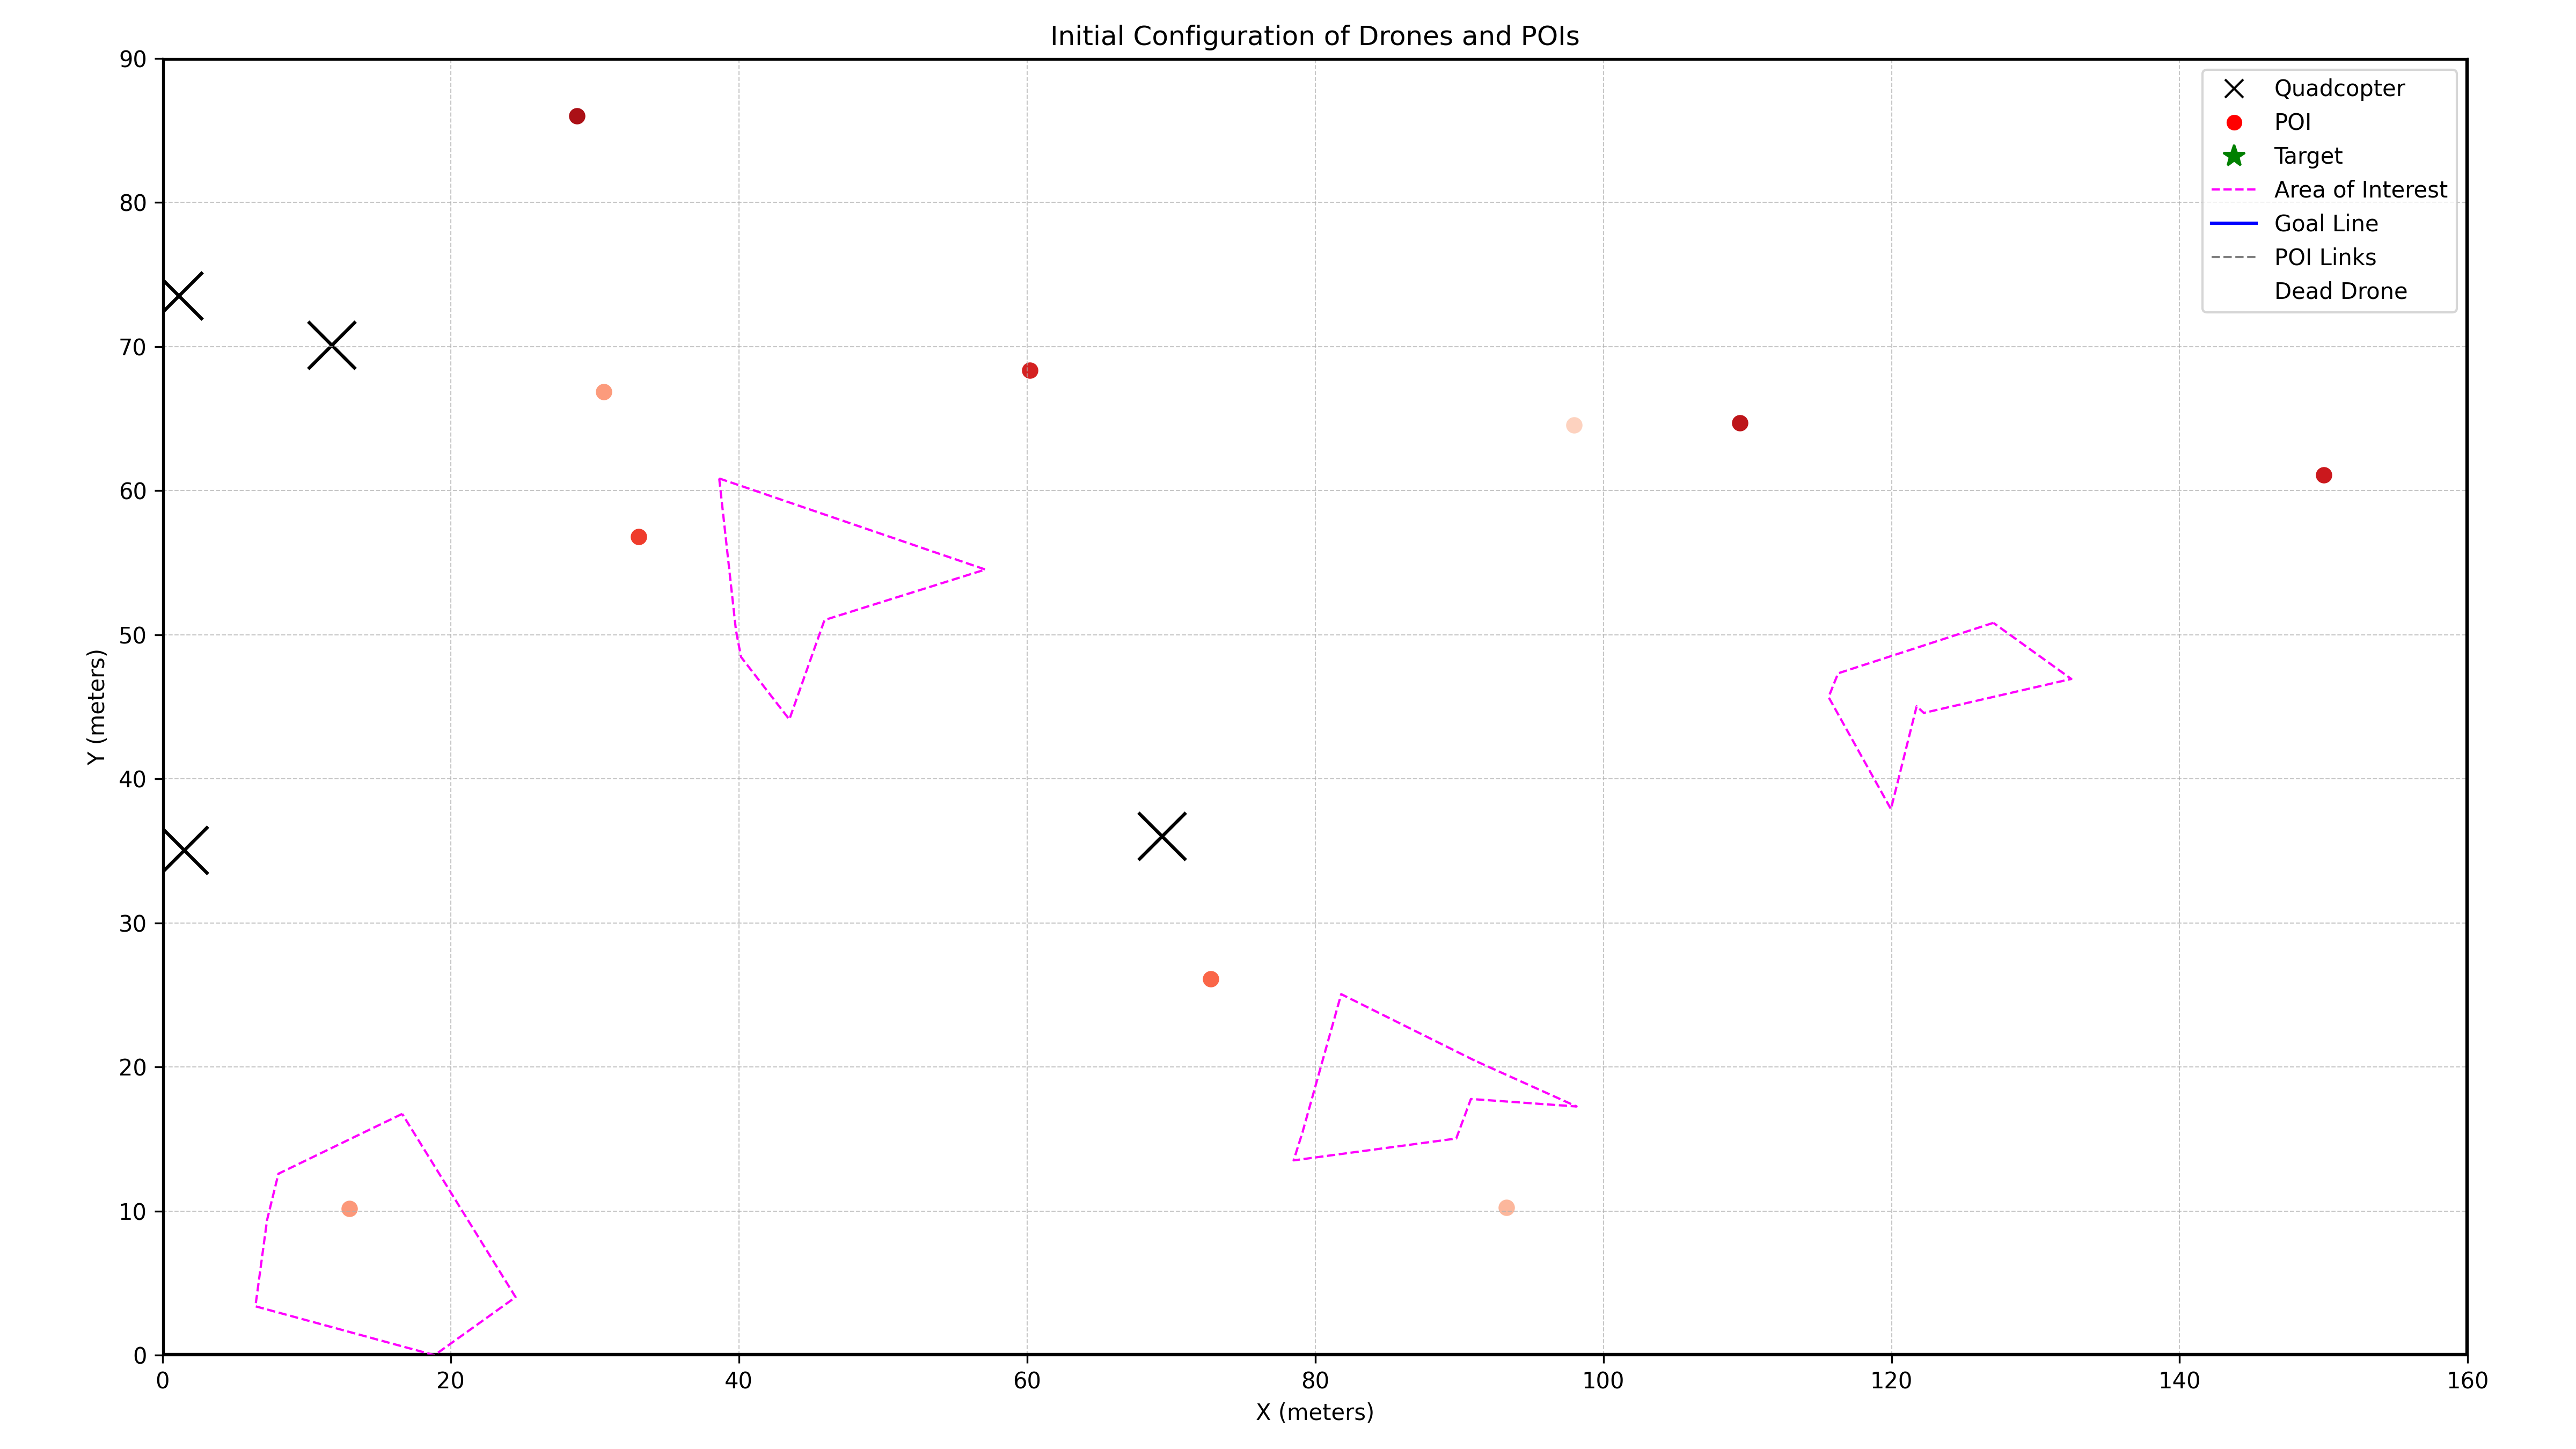 Initial Configuration of Drones and POIs
Quadcopter
POI
Target
Area of Interest
Goal Line
POI Links
Dead Drone
90
80
70
60
50
40
30
20
10
0
Y (meters)
0 20 40 60 80 100 120 140 160
X (meters)